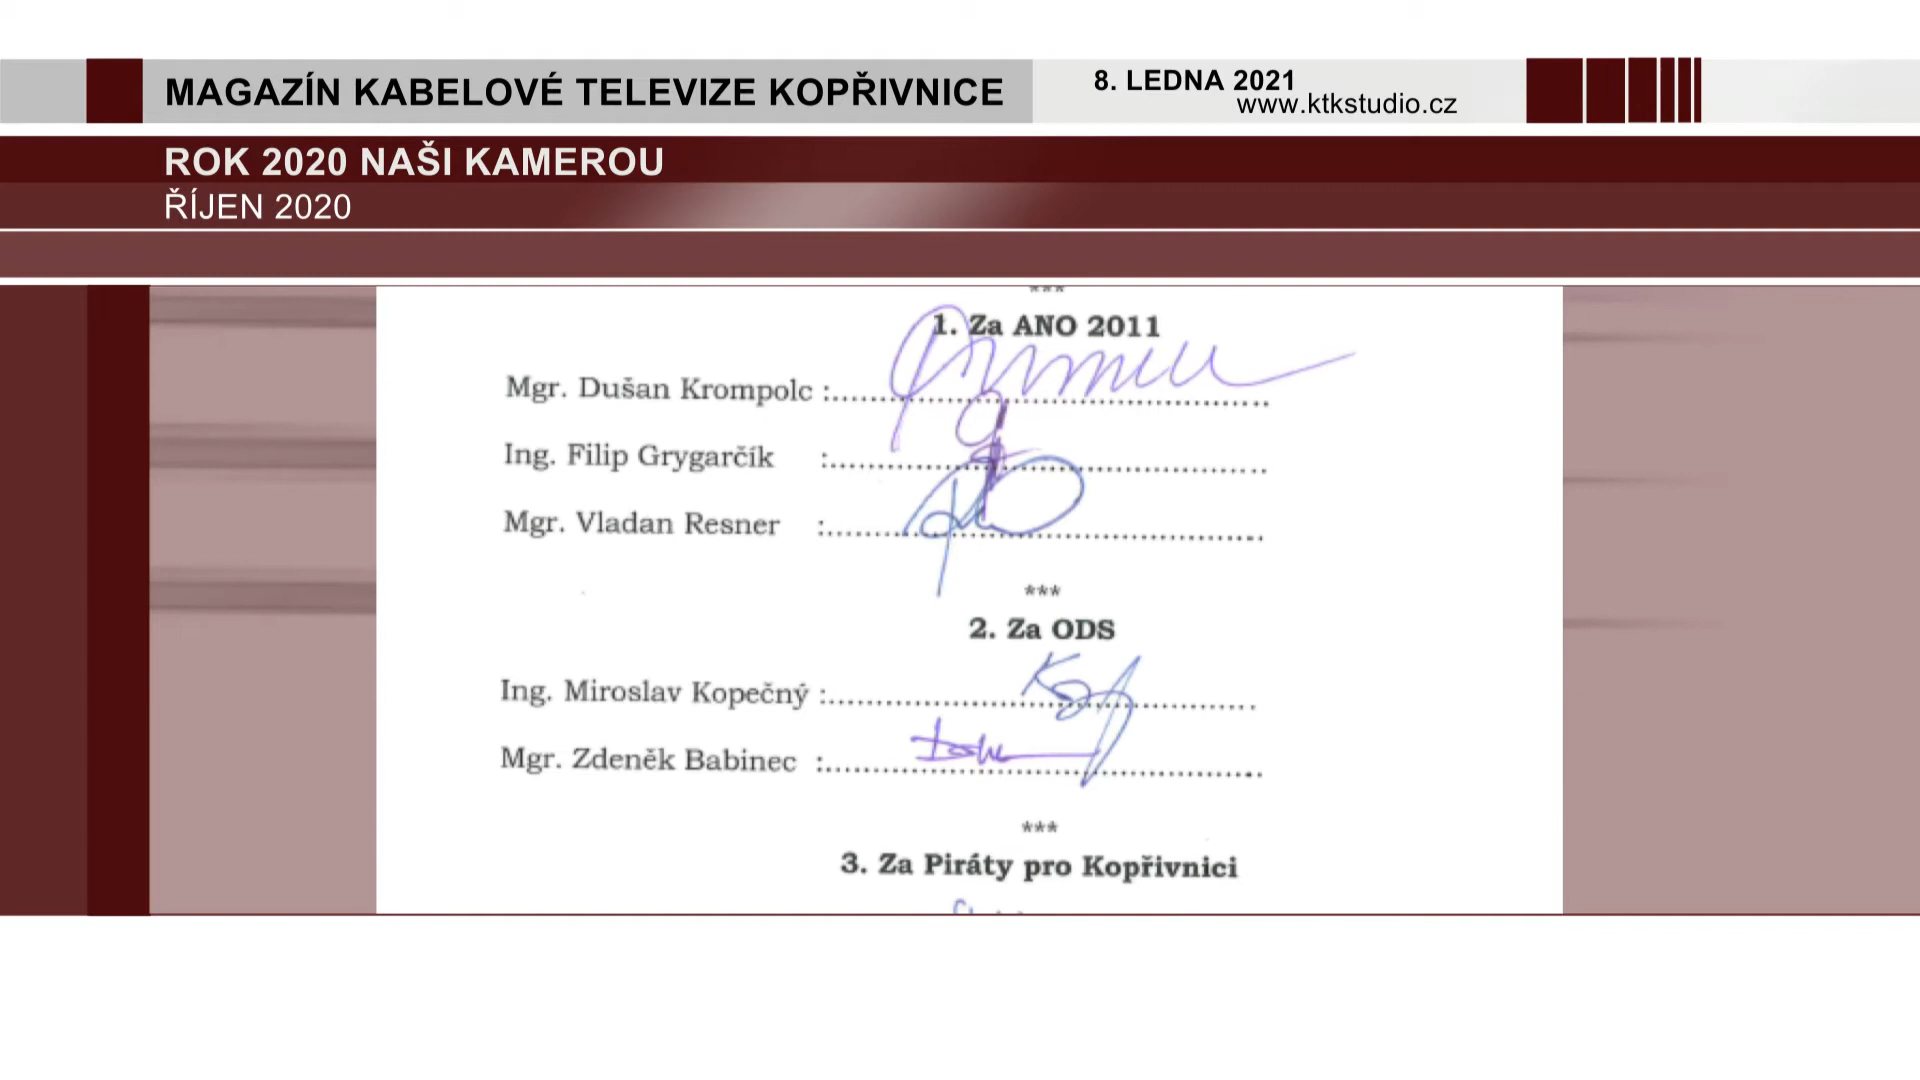 MAGAZÍN KABELOVÉ TELEVIZE KOPŘIVNICE
8. LEDNA 2021
www.ktkstudio.cz
ROK 2020 NAŠI KAMEROU
ŘÍJEN 2020
***
1. Za ANO 2011
Mgr. Dušan Krompolc :
Ing. Filip Grygarčík :
Mgr. Vladan Resner :
***
2. Za ODS
Ing. Miroslav Kopečný :
Mgr. Zdeněk Babinec :
***
3. Za Piráty pro Kopřivnici